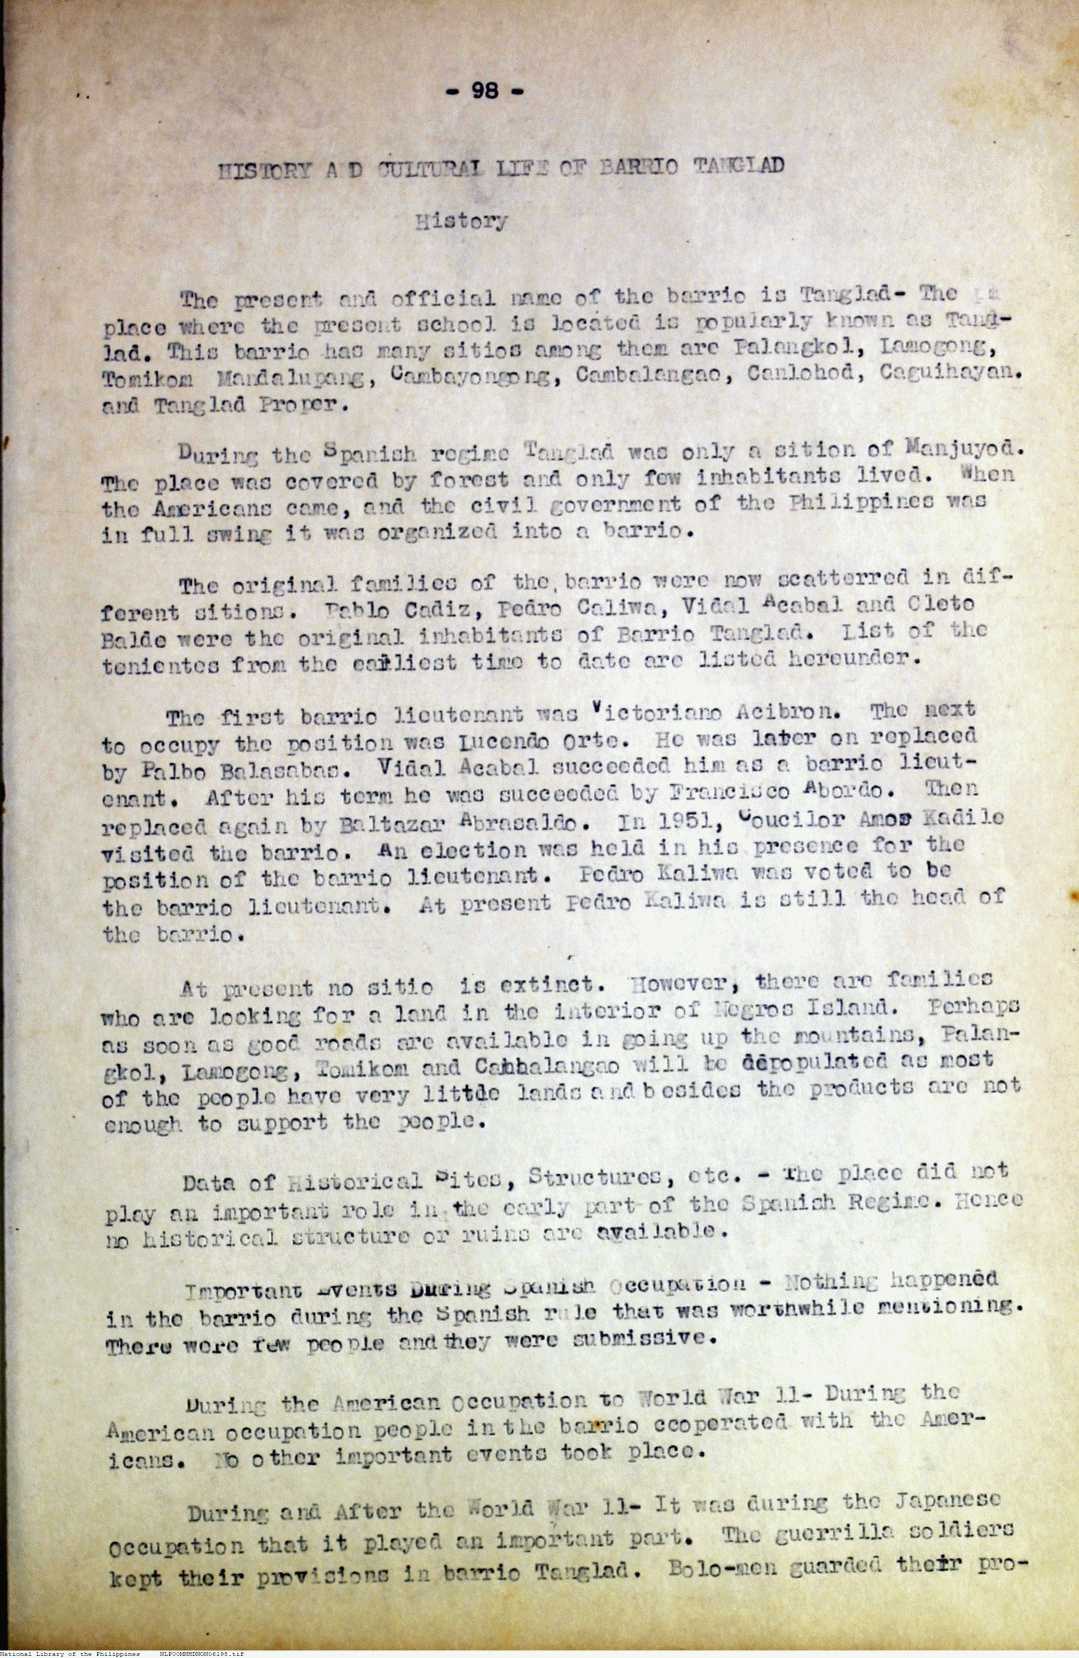 - 98 -
HISTORY A D CULTURAL LIFE OF BARRIO TANGLAD
History
The present and official name of the barrio is Tanglad- The
place where the present school is located is popularly known as Tang-
lad. This barrio has many sitios among them are Palangkol, Lamogong,
Tomikom Mandalupang, Cambayongong, Cambalangao, Canlohod, Caguihayan.
and Tanglad Proper.
During the Spanish regime Tanglad was only a sition of Manjuyod.
The place was covered by forest and only few inhabitants lived. When
the Americans came, and the civil government of the Philippines was
in full swing it was organized into a barrio.
The original families of the barrio were now scatterred in dif-
ferent sitions. Pablo Cadiz, Pedro Caliwa, Vidal Acabal and Cleto
Balde were the original inhabitants of Barrio Tanglad. List of the
tenientes from the earliest time to date are listed hereunder.
The first barrio lieutenant was Victoriano Acibron. The next
to occupy the position was Lucendo Orte. He was later on replaced
by Palbo Balasabas. Vidal Acabal succeeded him as a barrio lieut-
enant. After his term he was succeeded by Francisco Abordo. Then
replaced again by Baltazar Abrasaldo. In 1951, Coucilor Amos Kadile
visited the barrio. An election was held in his presence for the
position of the barrio lieutenant. Pedro Kaliwa was voted to be
the barrio lieutenant. At present Pedro Kaliwa is still the head of
the barrio.
At present no sitio is extinct. However, there are families
who are looking for a land in the interior of Negros Island. Perhaps
as soon as good roads are available in going up the mountains, Palan-
gkol, Lamogong, Tomikom and Cambalangao will be depopulated as most
of the people have very little lands and besides the products are not
enough to support the people.
Data of Historical Sites, Structures, etc. - The place did not
play an important role in the early part of the Spanish Regime. Hence
no historical structure or ruins are available.
Important Events During Spanish Occupation - Nothing happened
in the barrio during the Spanish r le that was worthwhile mentioning.
There were few people and they were submissive.
During the American Occupation to World War 11- During the
American occupation people in the barrio cooperated with the Amer-
icans. No other important events took place.
During and After the World War 11- It was during the Japanese
Occupation that it played an important part. The guerrilla soldiers
kept their provisions in barrio Tanglad. Bolo-men guarded their pro-
National Library of the Philippines